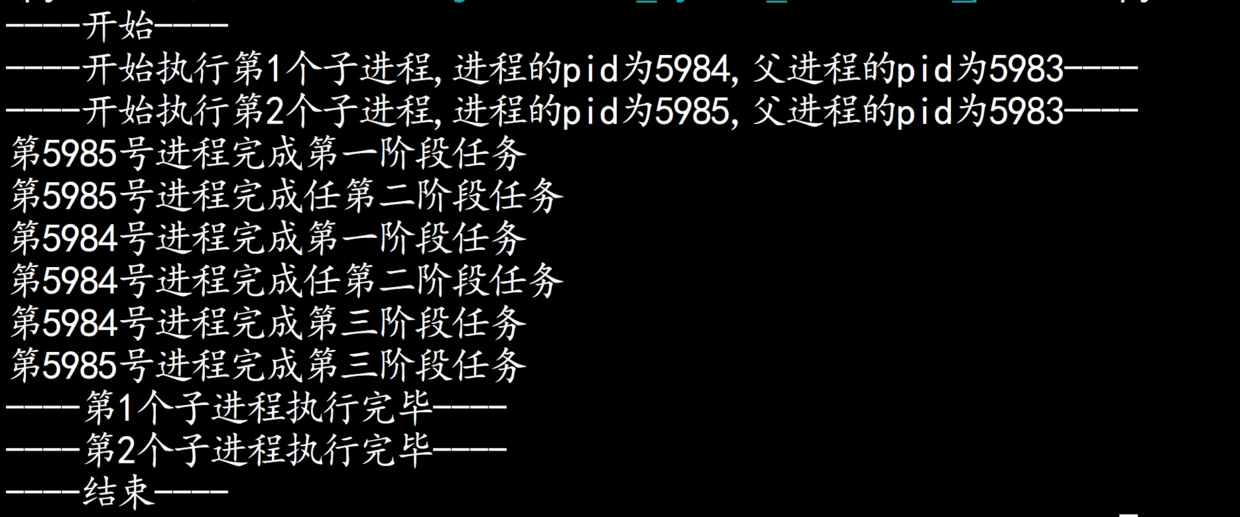 ----开始----
----开始执行第1个子进程,进程的pid为5984,父进程的pid为5983----
----开始执行第2个子进程,进程的pid为5985,父进程的pid为5983----
第5985号进程完成第一阶段任务
第5985号进程完成任第二阶段任务
第5984号进程完成第一阶段任务
第5984号进程完成任第二阶段任务
第5984号进程完成第三阶段任务
第5985号进程完成第三阶段任务
----第1个子进程执行完毕----
----第2个子进程执行完毕----
----结束----